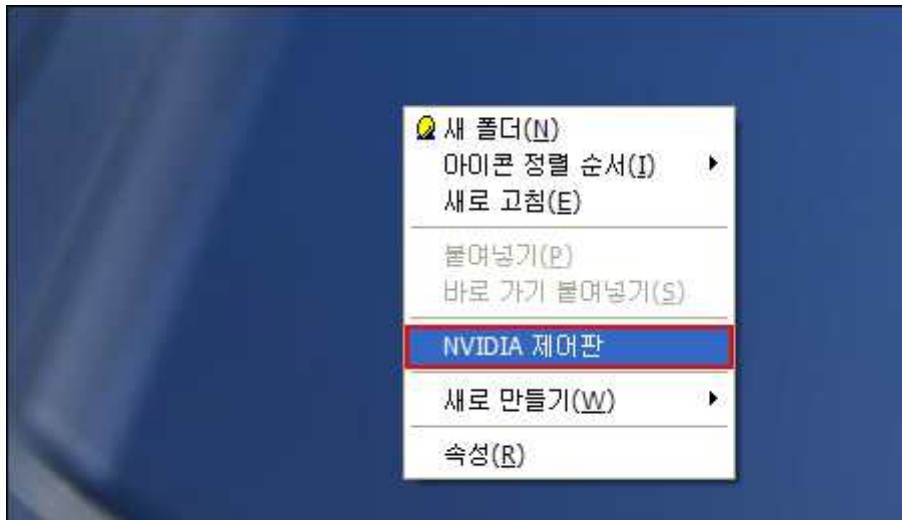 새 폴더(N)
아이콘 정렬 순서(I)
새로 고침(E)
붙여넣기(P)
바로 가기 붙여넣기(S)
NVIDIA 제어판
새로 만들기(W)
속성(R)